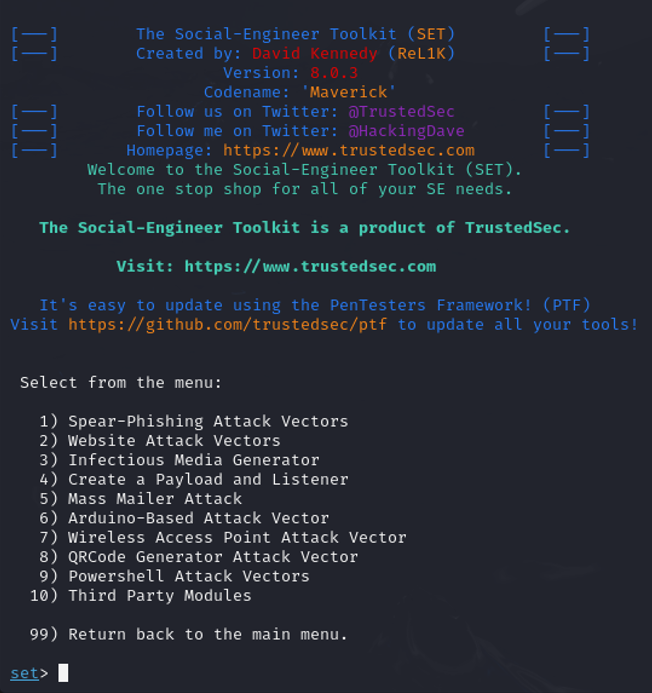 [---] The Social-Engineer Toolkit (SET) [---]
[---] Created by: David Kennedy (ReL1K) [---]
Version: 8.0.3
Codename: 'Maverick'
[---] Follow us on Twitter: @TrustedSec [---]
[---] Follow me on Twitter: @HackingDave [---]
[---] Homepage: https://www.trustedsec.com [---]
Welcome to the Social-Engineer Toolkit (SET).
The one stop shop for all of your SE needs.
The Social-Engineer Toolkit is a product of TrustedSec.
Visit: https://www.trustedsec.com
It's easy to update using the PenTesters Framework! (PTF)
Visit https://github.com/trustedsec/ptf to update all your tools!
Select from the menu:
1) Spear-Phishing Attack Vectors
2) Website Attack Vectors
3) Infectious Media Generator
4) Create a Payload and Listener
5) Mass Mailer Attack
6) Arduino-Based Attack Vector
7) Wireless Access Point Attack Vector
8) QRCode Generator Attack Vector
9) Powershell Attack Vectors
10) Third Party Modules
99) Return back to the main menu.
set>